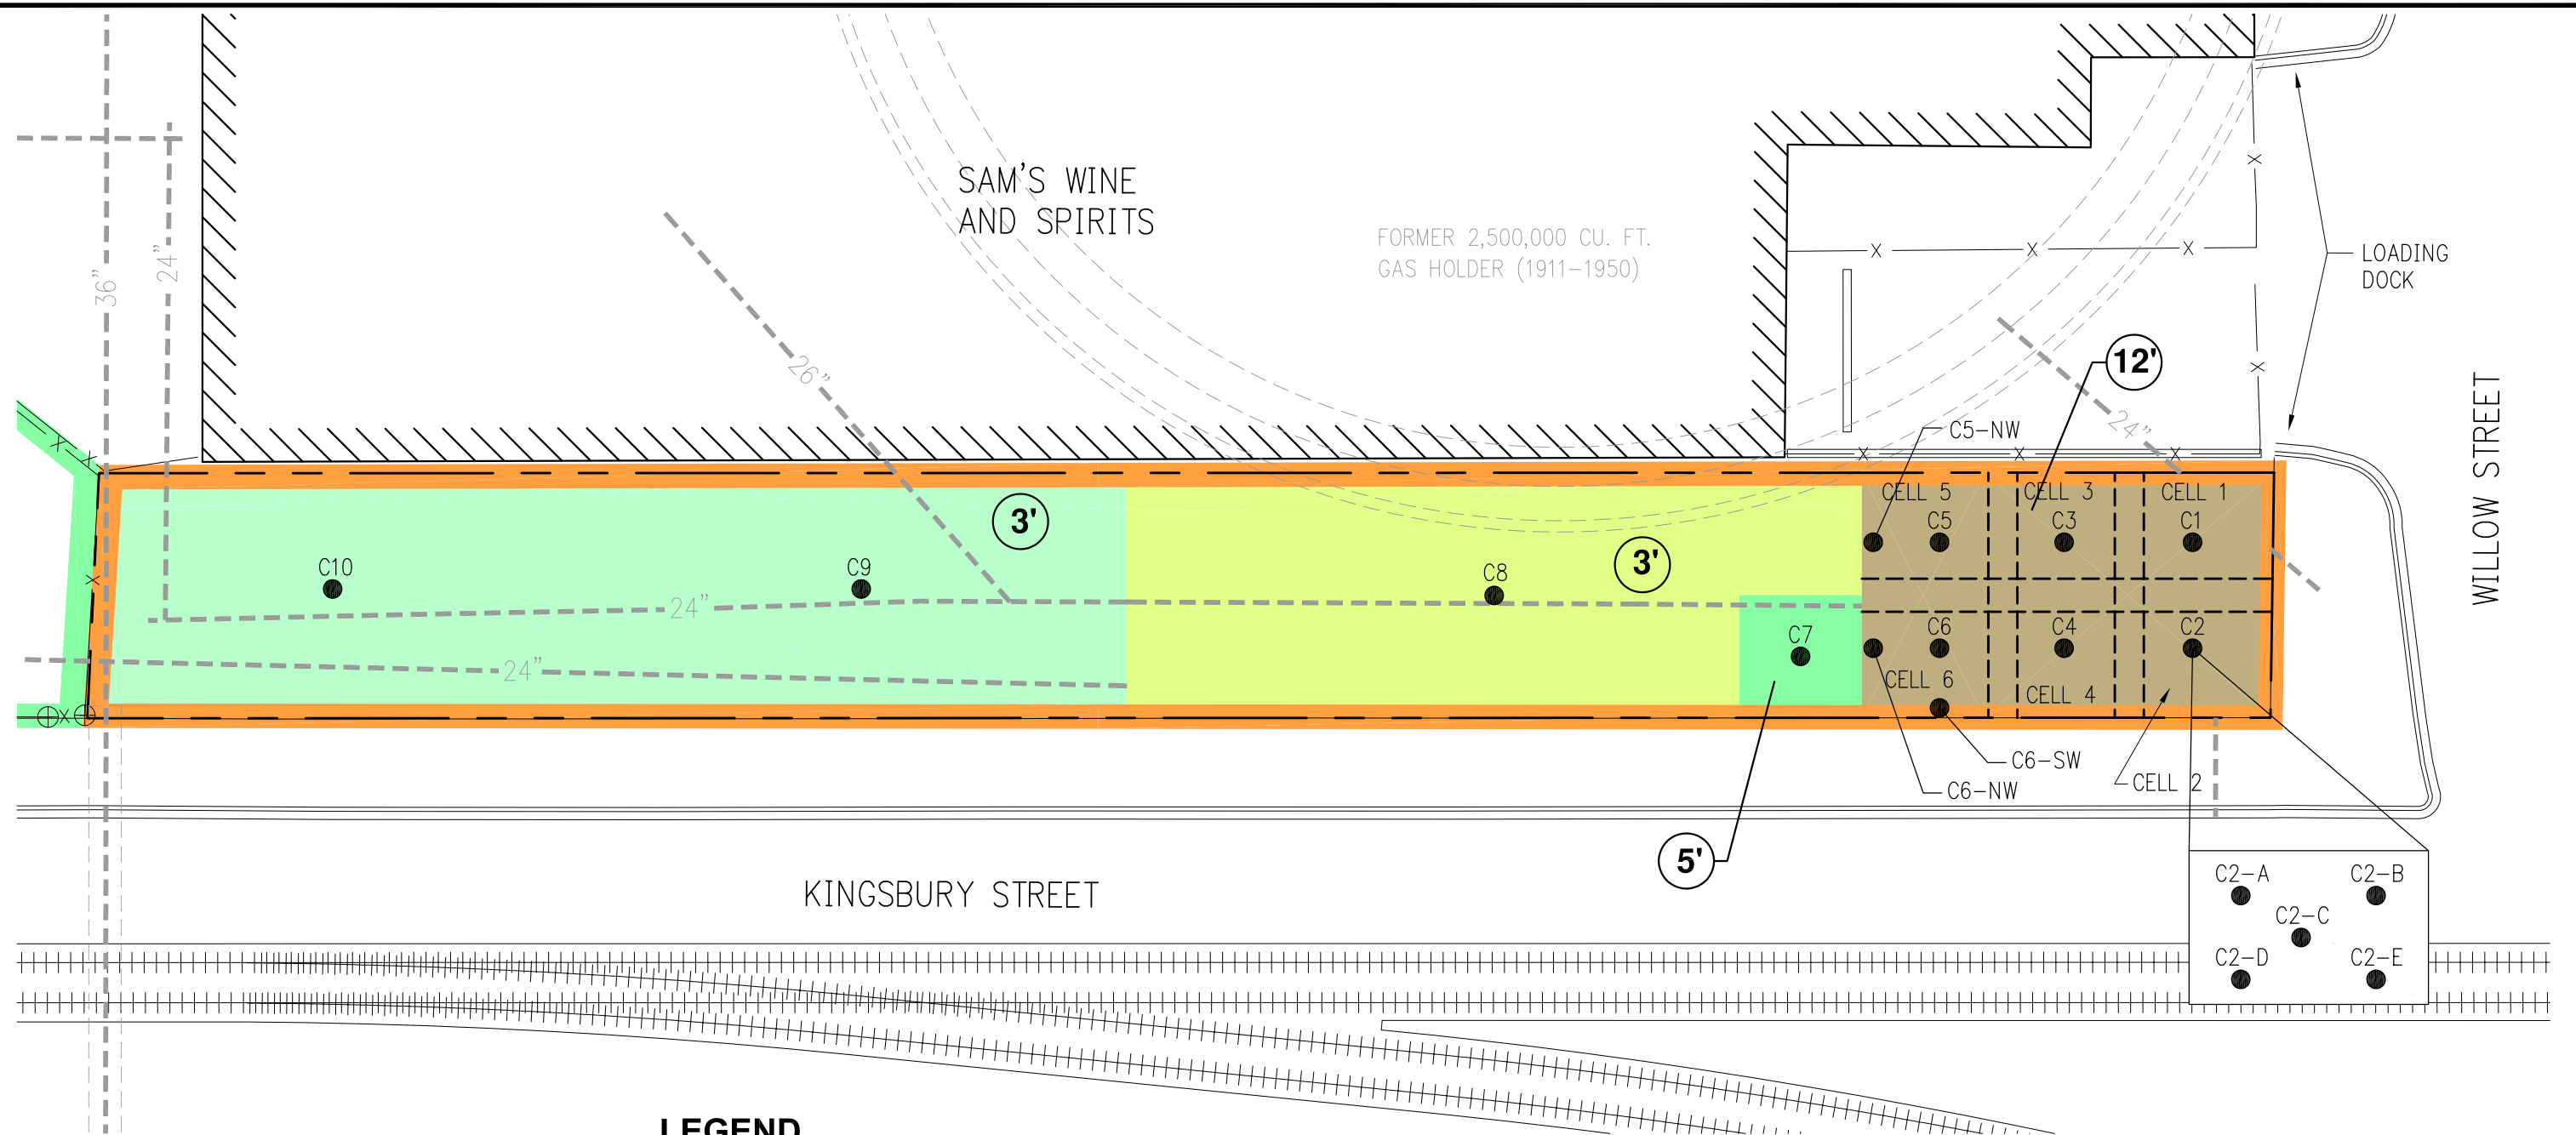 SAM'S WINE
AND SPIRITS
FORMER 2,500,000 CU. FT.
GAS HOLDER (1911-1950)
LOADING
DOCK
WILLOW STREET
36"
24"
26"
24"
12'
C5-NW
3'
3'
CELL 5
CELL 3
CELL 1
C5
C3
C1
C10
C9
C8
24"
24"
C7
C6
C4
C2
CELL 6
CELL 4
C6-SW
C6-NW
CELL 2
5'
KINGSBURY STREET
C2-A
C2-B
C2-C
C2-D
C2-E
X
X
X
X
X
X
X
X
X
X
X
X
LEGEND